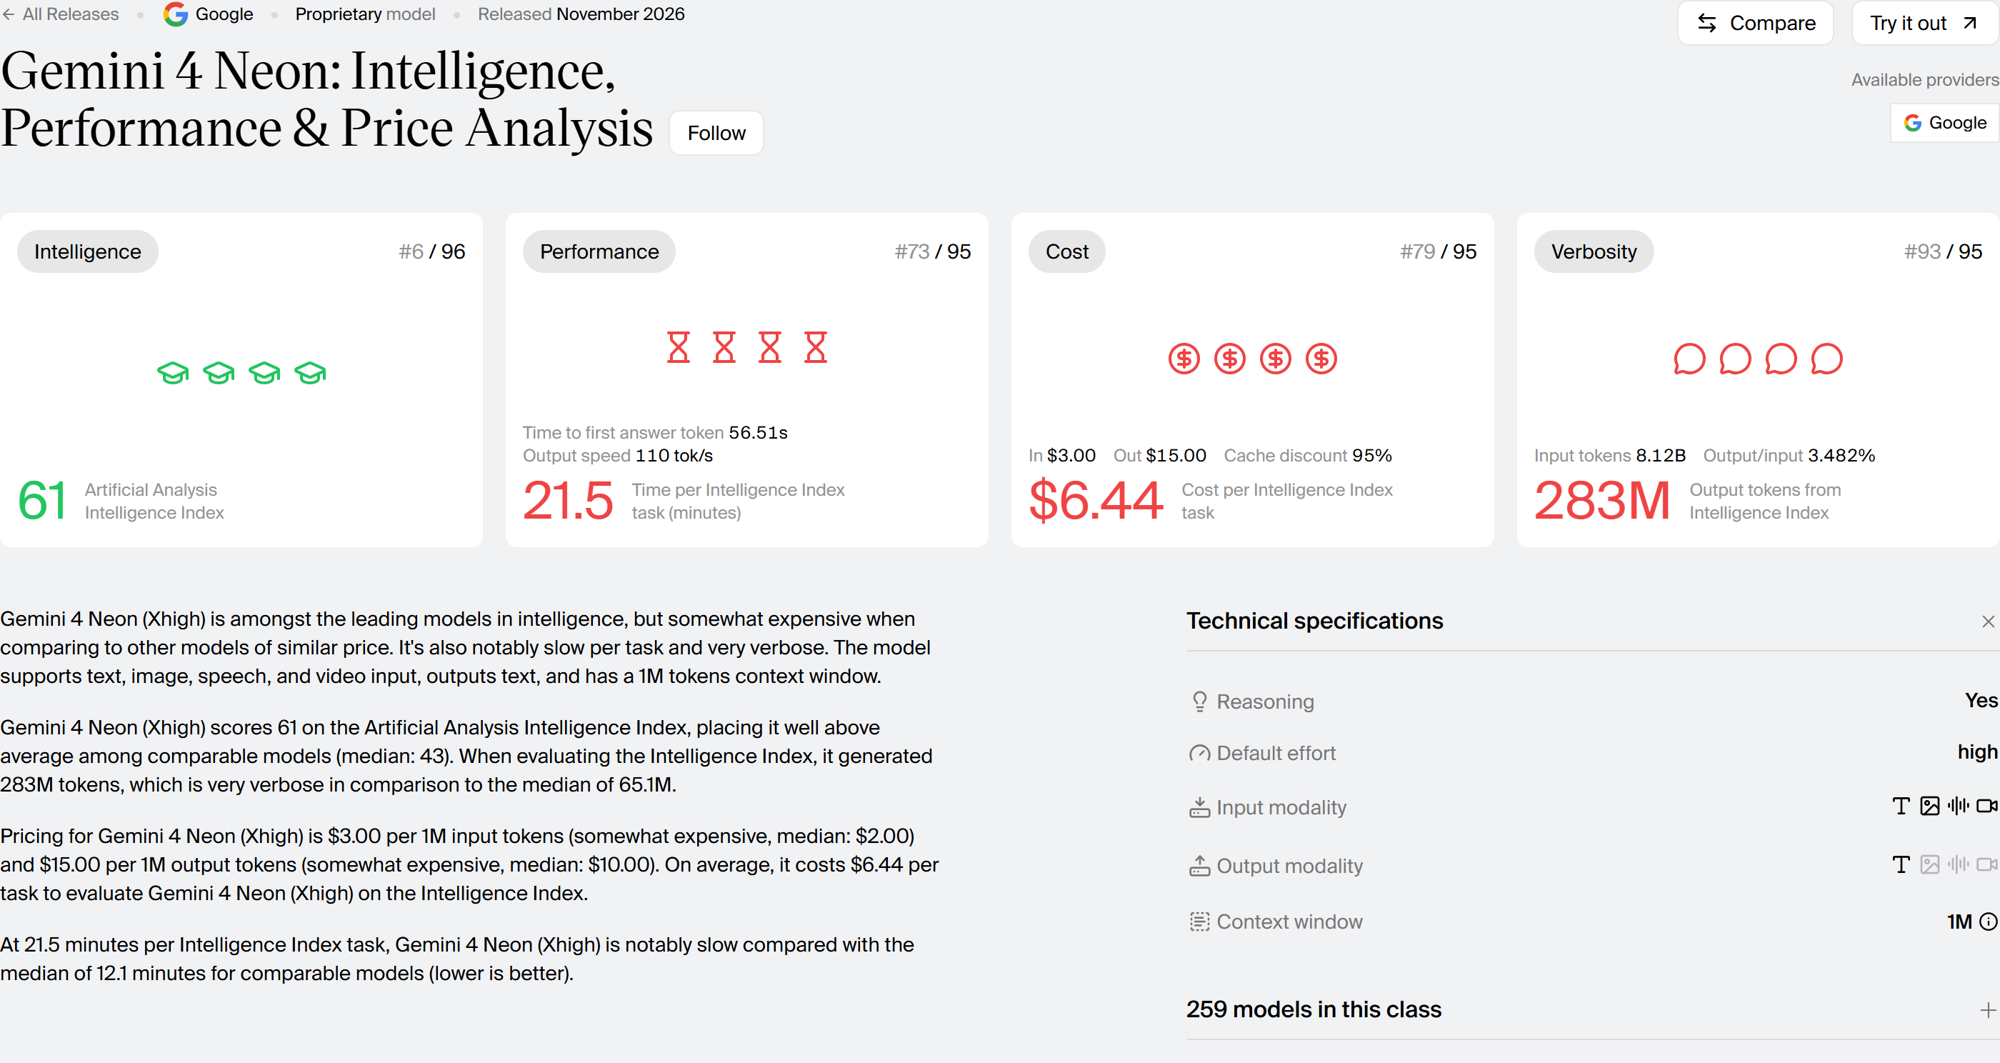 ← All Releases • Google • Proprietary model • Released November 2026
Compare
Try it out
Gemini 4 Neon: Intelligence,
Performance & Price Analysis
Follow
Available providers
Google
Intelligence
#6 / 96
61
Artificial Analysis
Intelligence Index
Performance
#73 / 95
Time to first answer token 56.51s
Output speed 110 tok/s
21.5
Time per Intelligence Index
task (minutes)
Cost
#79 / 95
In $3.00 Out $15.00 Cache discount 95%
$6.44
Cost per Intelligence Index
task
Verbosity
#93 / 95
Input tokens 8.12B Output/input 3.482%
283M
Output tokens from
Intelligence Index
Gemini 4 Neon (Xhigh) is amongst the leading models in intelligence, but somewhat expensive when
comparing to other models of similar price. It's also notably slow per task and very verbose. The model
supports text, image, speech, and video input, outputs text, and has a 1M tokens context window.
Gemini 4 Neon (Xhigh) scores 61 on the Artificial Analysis Intelligence Index, placing it well above
average among comparable models (median: 43). When evaluating the Intelligence Index, it generated
283M tokens, which is very verbose in comparison to the median of 65.1M.
Pricing for Gemini 4 Neon (Xhigh) is $3.00 per 1M input tokens (somewhat expensive, median: $2.00)
and $15.00 per 1M output tokens (somewhat expensive, median: $10.00). On average, it costs $6.44 per
task to evaluate Gemini 4 Neon (Xhigh) on the Intelligence Index.
At 21.5 minutes per Intelligence Index task, Gemini 4 Neon (Xhigh) is notably slow compared with the
median of 12.1 minutes for comparable models (lower is better).
Technical specifications
Reasoning Yes
Default effort high
Input modality
Output modality
Context window 1M
259 models in this class